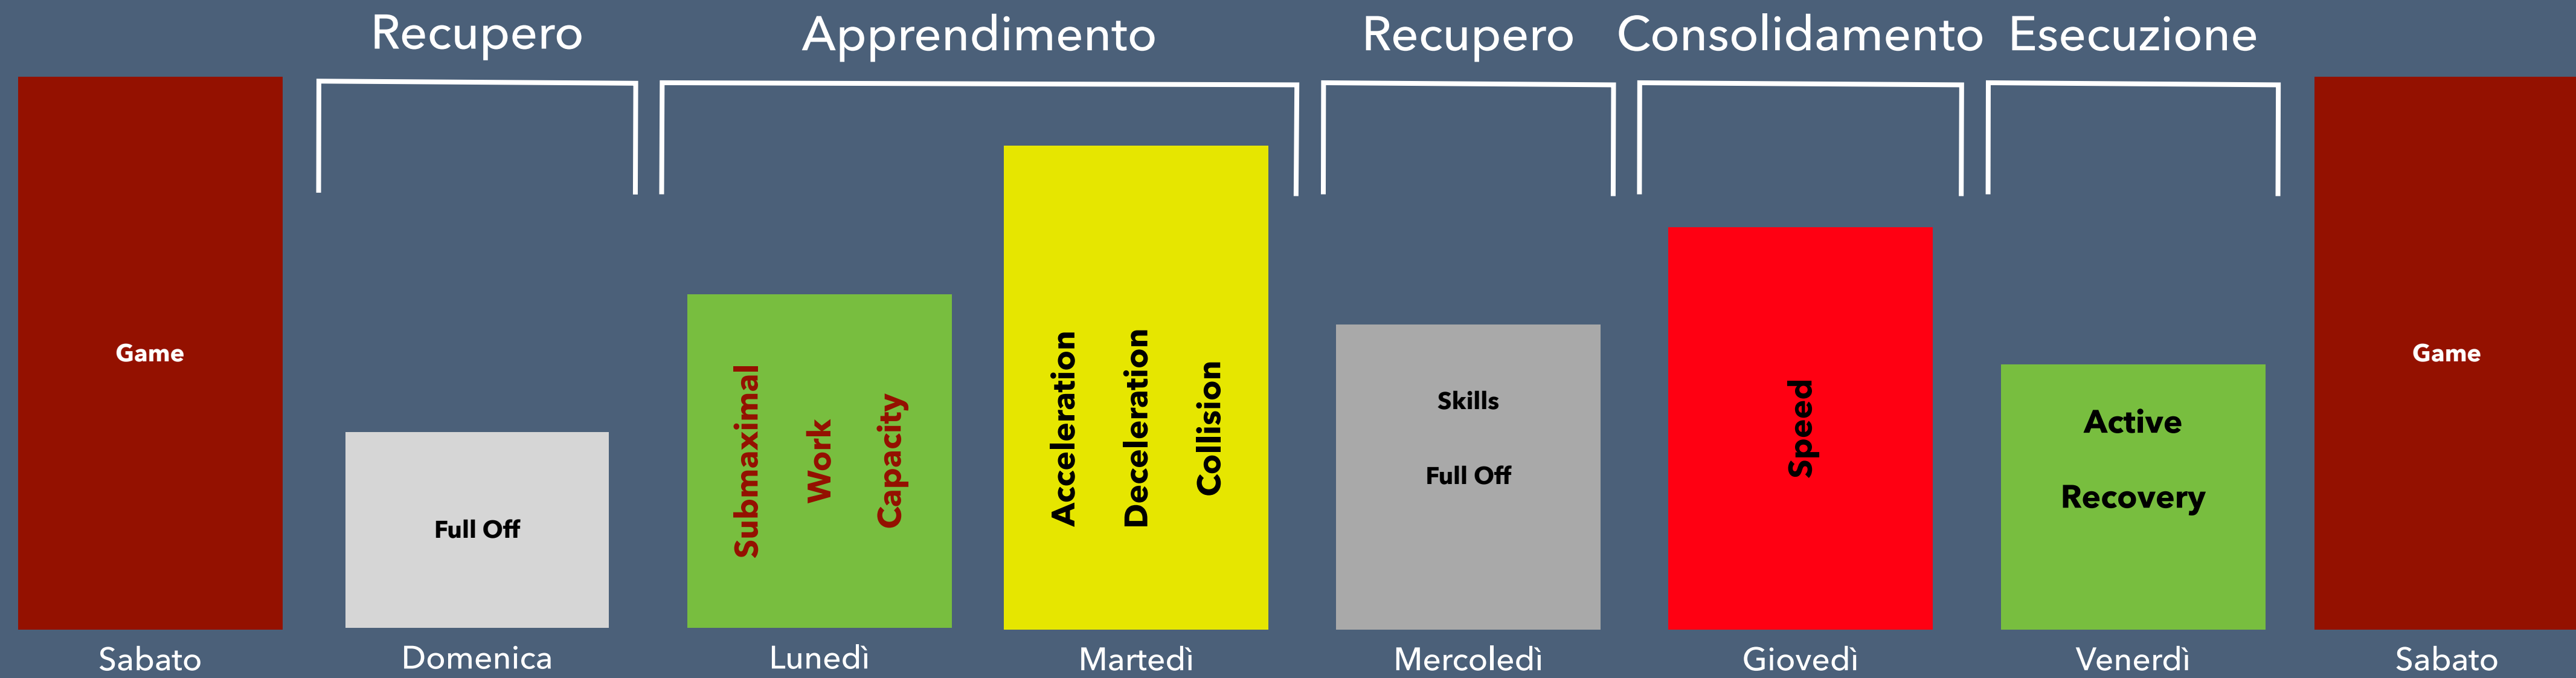 Recupero
Apprendimento
Recupero
Consolidamento
Esecuzione
Game
Full Off
Submaximal
Work
Capacity
Acceleration
Deceleration
Collision
Skills
Full Off
Speed
Active
Recovery
Game
Sabato
Domenica
Lunedì
Martedì
Mercoledì
Giovedì
Venerdì
Sabato